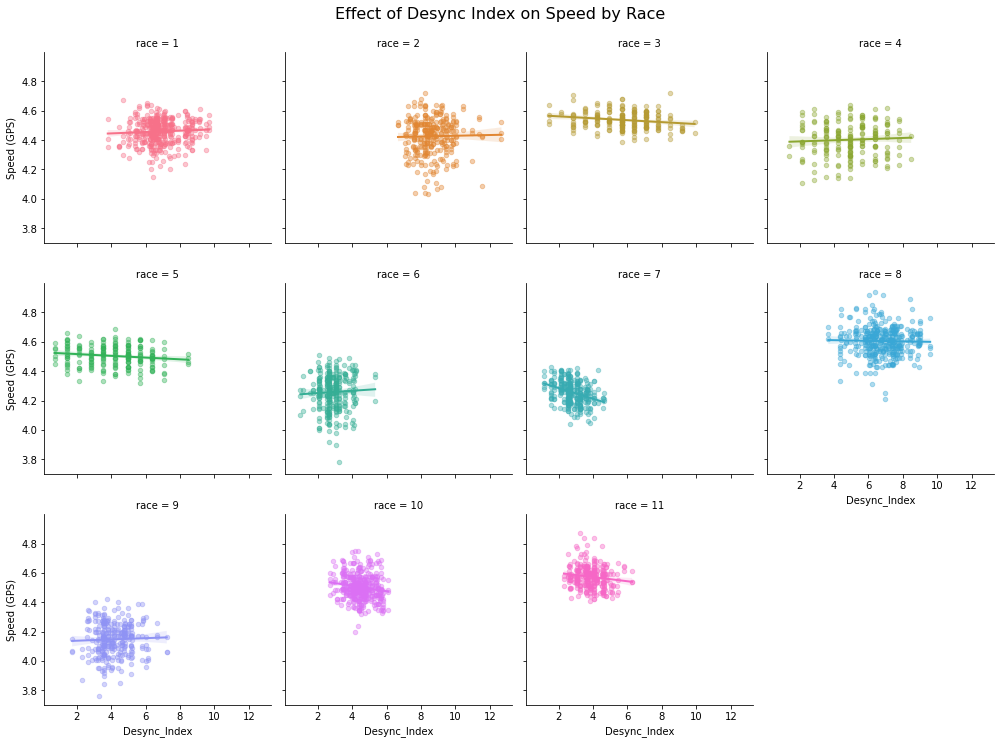 Effect of Desync Index on Speed by Race
race = 1
race = 2
race = 3
race = 4
4.8
4.6
4.4
4.2
4.0
3.8
Speed (GPS)
race = 5
race = 6
race = 7
race = 8
4.8
4.6
4.4
4.2
4.0
3.8
Speed (GPS)
2 4 6 8 10 12
Desync_Index
race = 9
race = 10
race = 11
4.8
4.6
4.4
4.2
4.0
3.8
Speed (GPS)
2 4 6 8 10 12
2 4 6 8 10 12
2 4 6 8 10 12
Desync_Index
Desync_Index
Desync_Index